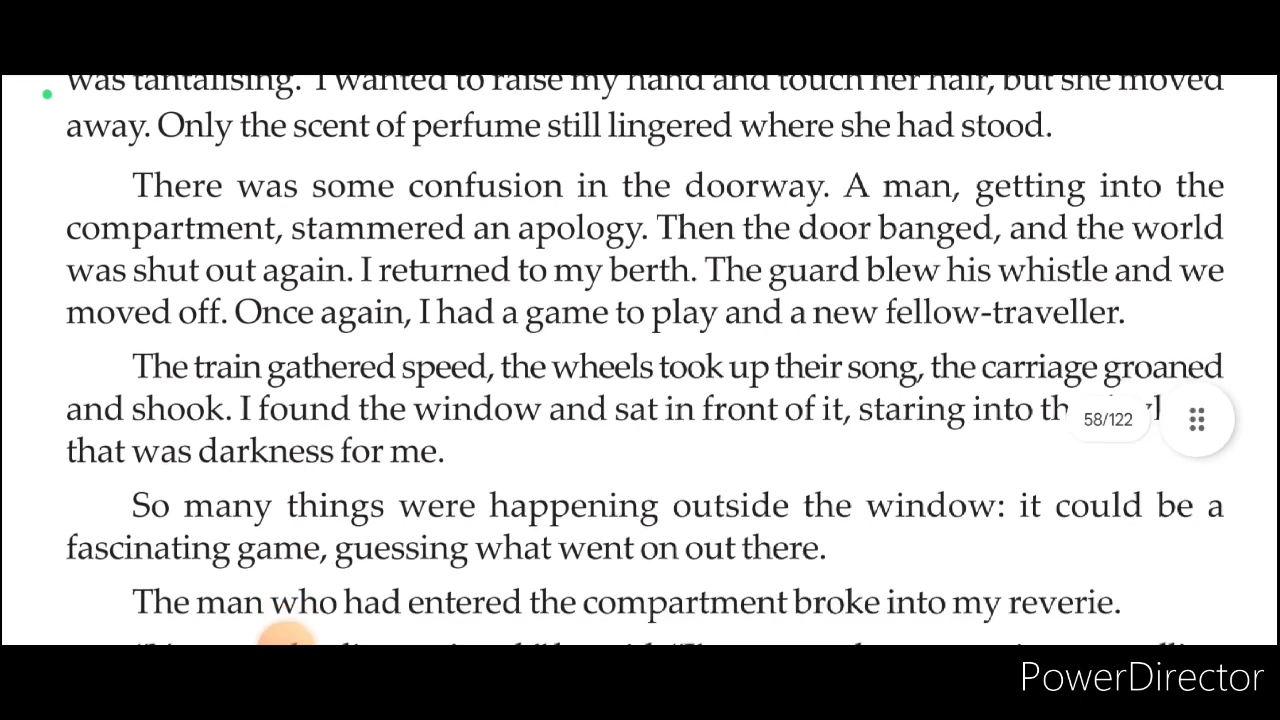 was tantalising. I wanted to raise my hand and touch her hair, but she moved
away. Only the scent of perfume still lingered where she had stood.
There was some confusion in the doorway. A man, getting into the
compartment, stammered an apology. Then the door banged, and the world
was shut out again. I returned to my berth. The guard blew his whistle and we
moved off. Once again, I had a game to play and a new fellow-traveller.
The train gathered speed, the wheels took up their song, the carriage groaned
and shook. I found the window and sat in front of it, staring into
58/122
that was darkness for me.
So many things were happening outside the window: it could be a
fascinating game, guessing what went on out there.
The man who had entered the compartment broke into my reverie.
PowerDirector